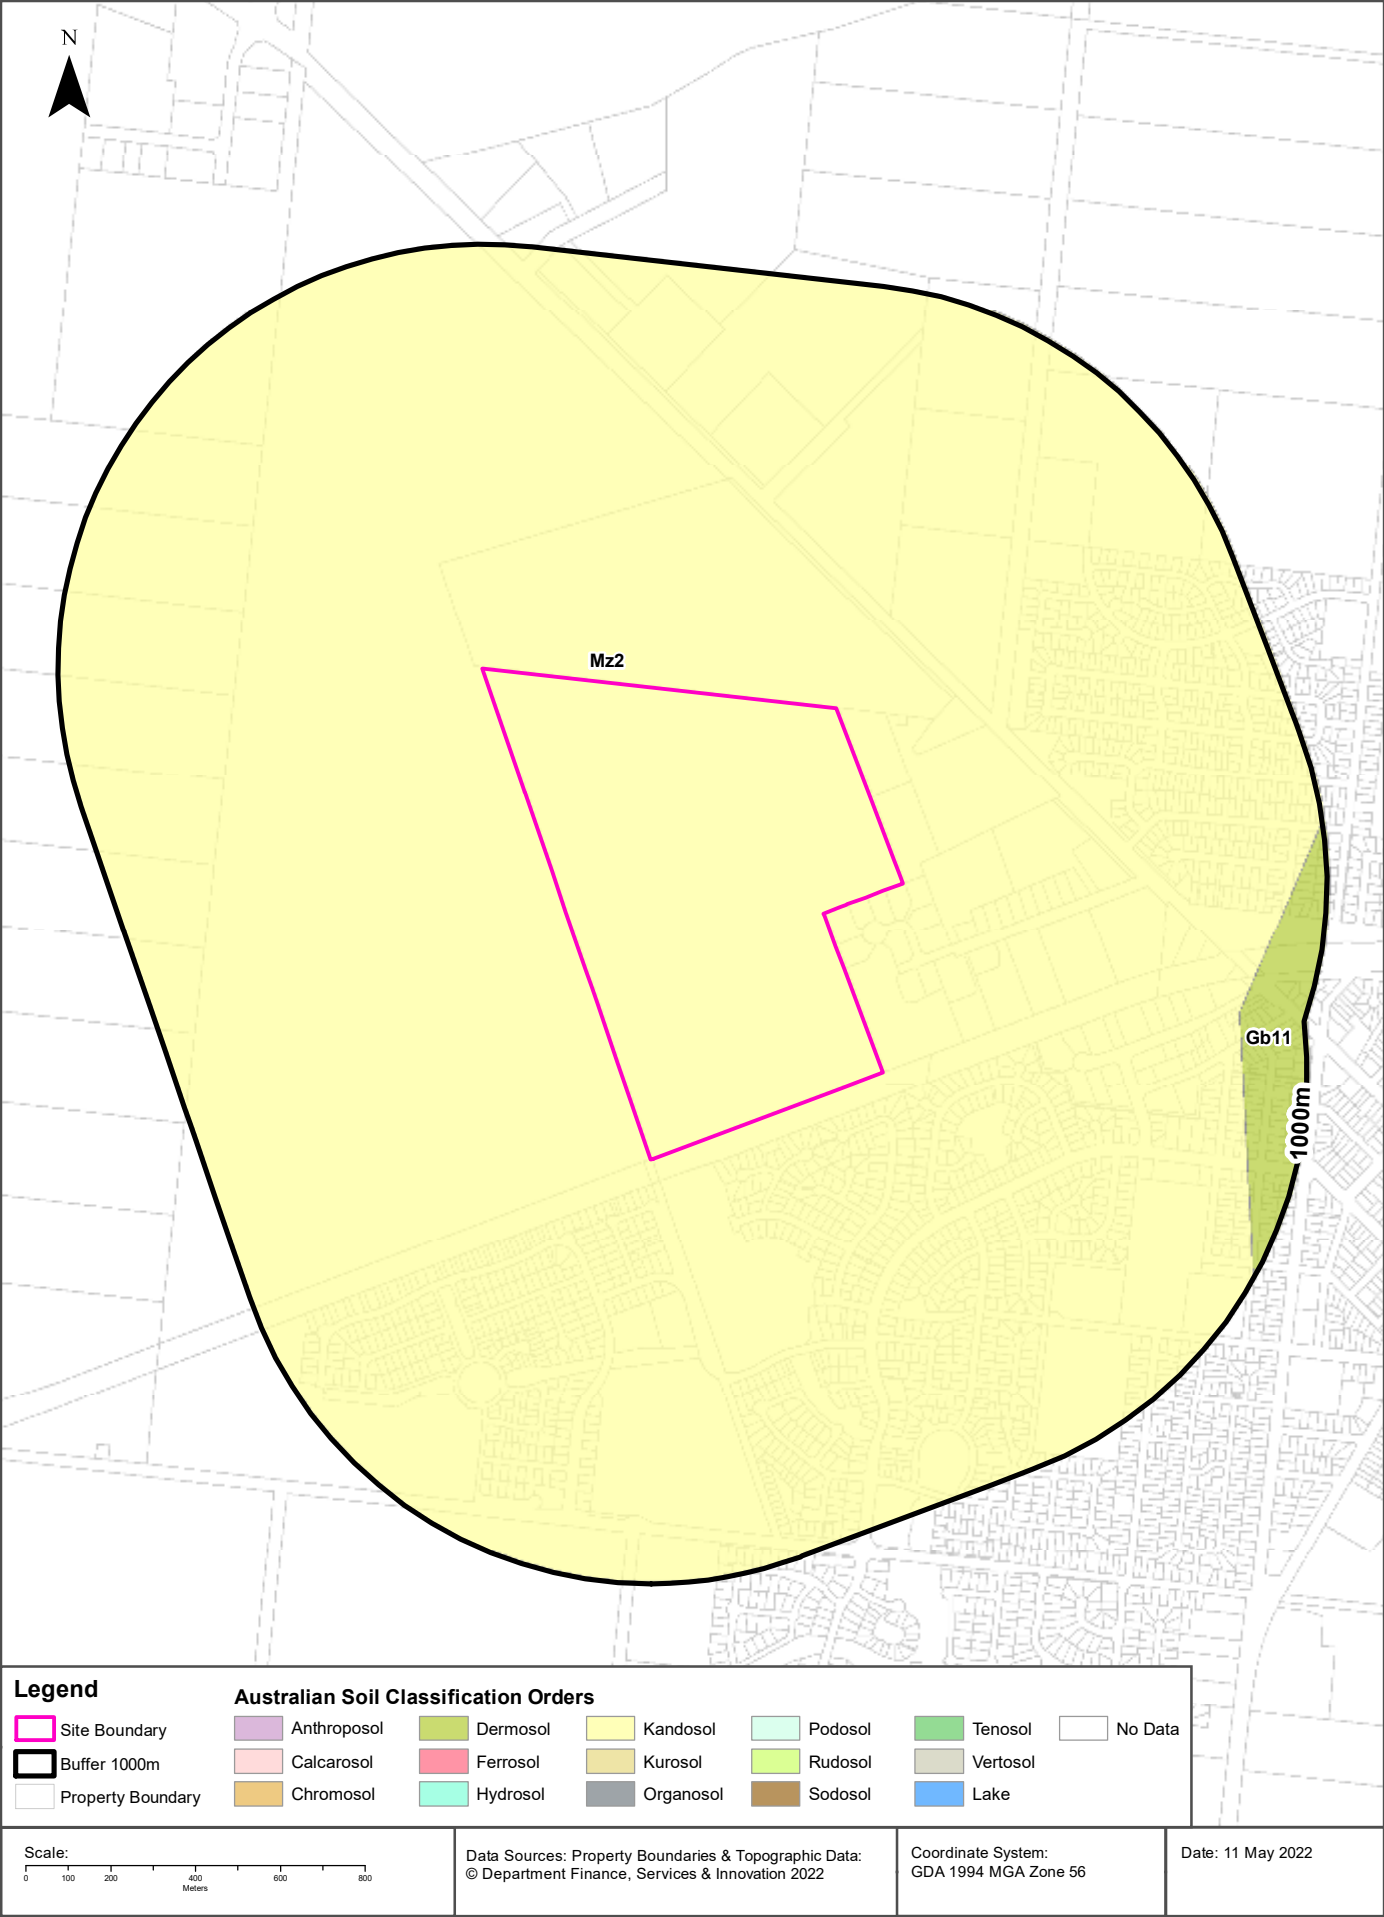 N
Mz2
Gb11
1000m
Legend
Site Boundary
Buffer 1000m
Property Boundary
Australian Soil Classification Orders
Anthroposol
Dermosol
Kandosol
Podosol
Tenosol
No Data
Calcarosol
Ferrosol
Kurosol
Rudosol
Vertosol
Chromosol
Hydrosol
Organosol
Sodosol
Lake
Scale:
0 100 200 400 600 800
Meters
Data Sources: Property Boundaries & Topographic Data:
© Department Finance, Services & Innovation 2022
Coordinate System:
GDA 1994 MGA Zone 56
Date: 11 May 2022